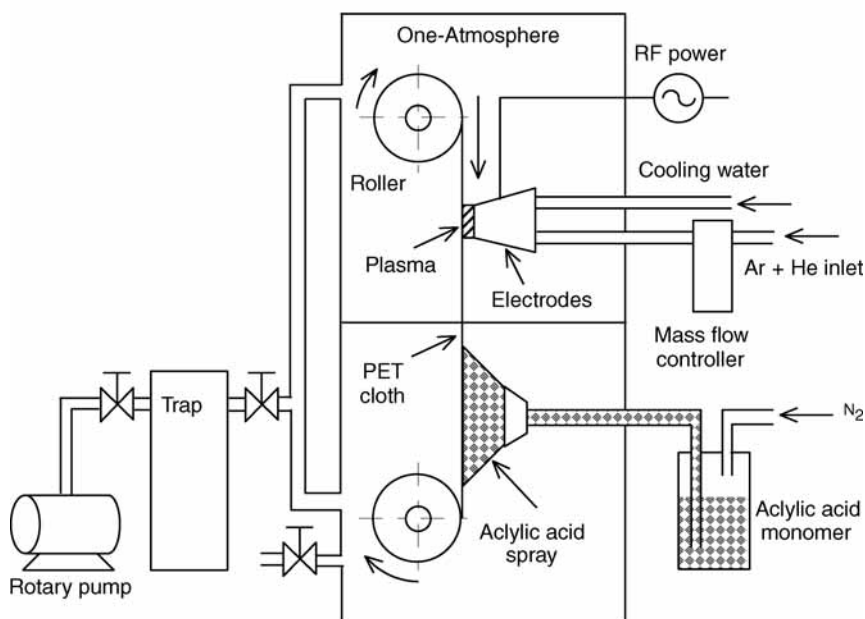 One-Atmosphere
RF power
Roller
Cooling water
Plasma
Ar + He inlet
Electrodes
Mass flow
controller
PET
cloth
Trap
N2
Aclylic acid
spray
Aclylic acid
monomer
Rotary pump